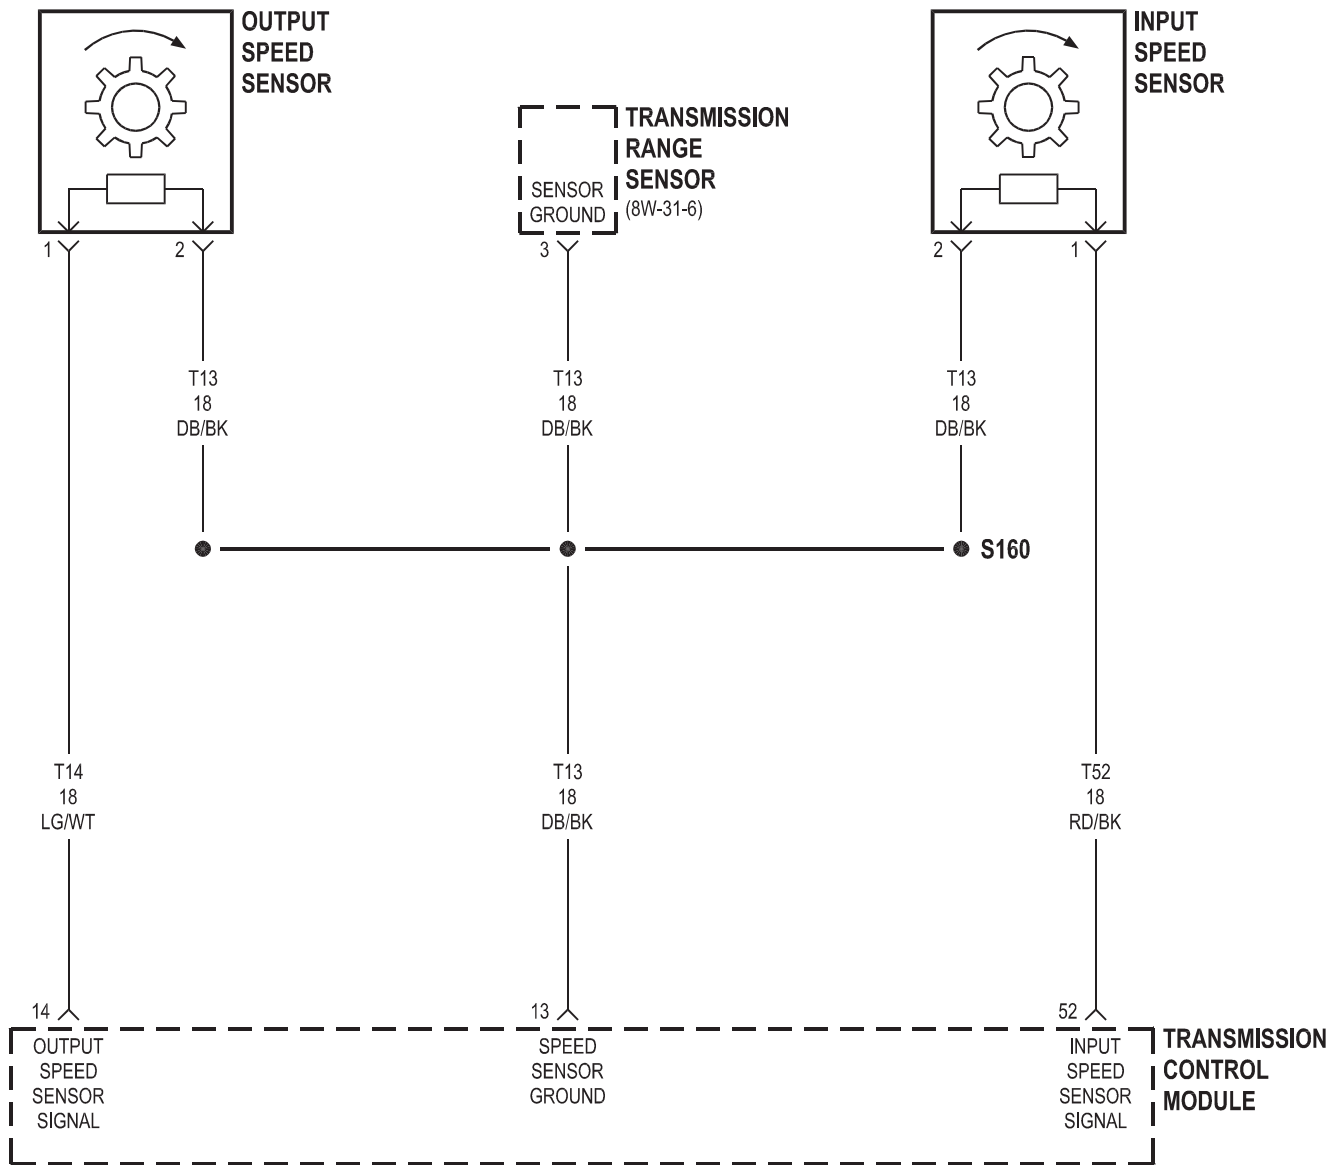 OUTPUT
SPEED
SENSOR
INPUT
SPEED
SENSOR
TRANSMISSION
RANGE
SENSOR
(8W-31-6)
SENSOR
GROUND
1
2
3
2
1
T13
18
DB/BK
T13
18
DB/BK
T13
18
DB/BK
S160
T14
18
LG/WT
T13
18
DB/BK
T52
18
RD/BK
14
13
52
OUTPUT
SPEED
SENSOR
SIGNAL
SPEED
SENSOR
GROUND
INPUT
SPEED
SENSOR
SIGNAL
TRANSMISSION
CONTROL
MODULE